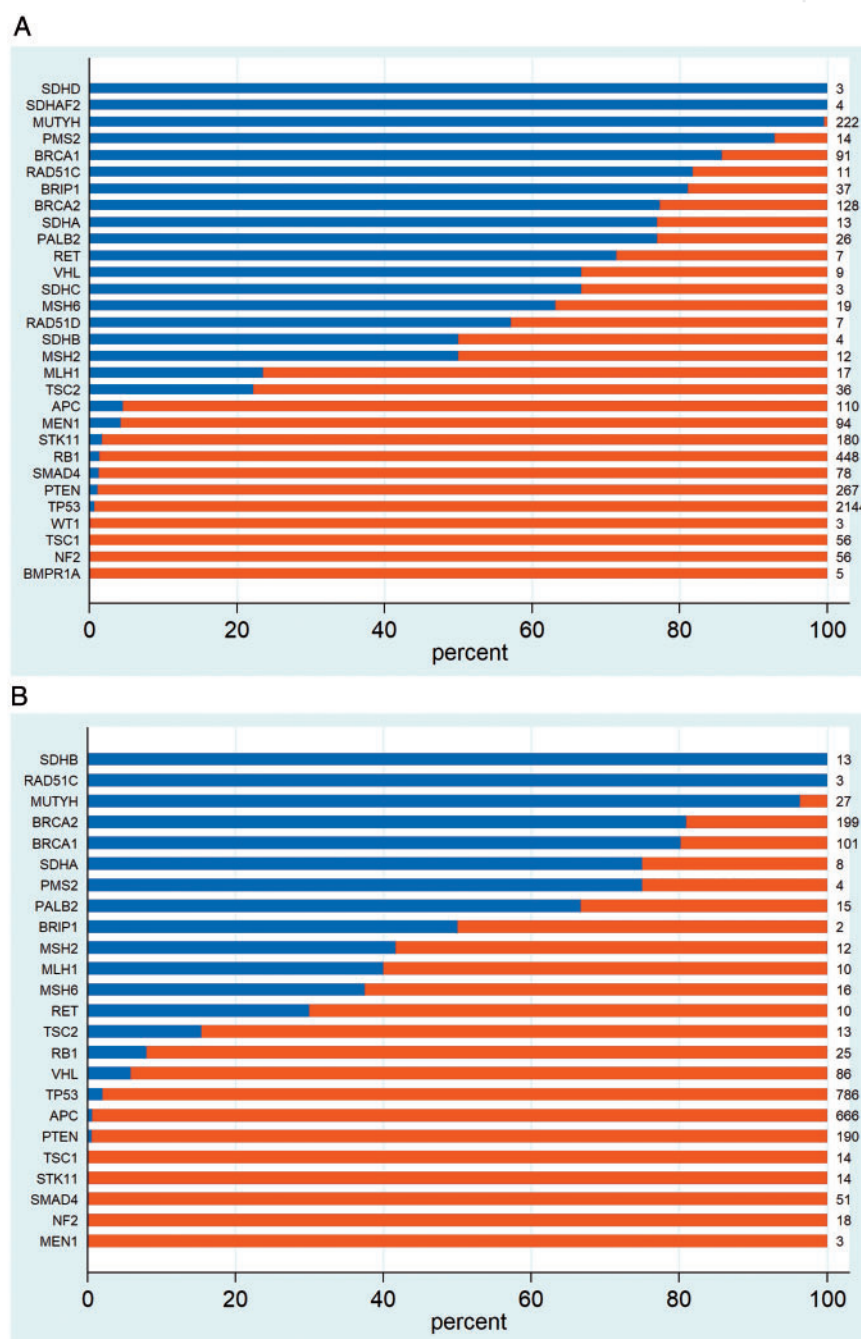 A
SDHD 3
SDHAF2 4
MUTYH 222
PMS2 14
BRCA1 91
RAD51C 11
BRIP1 37
BRCA2 128
SDHA 13
PALB2 26
RET 7
VHL 9
SDHC 3
MSH6 19
RAD51D 7
SDHB 4
MSH2 12
MLH1 17
TSC2 36
APC 110
MEN1 94
STK11 180
RB1 448
SMAD4 78
PTEN 267
TP53 2144
WT1 3
TSC1 56
NF2 56
BMPR1A 5
0 20 40 60 80 100
percent
B
SDHB 13
RAD51C 3
MUTYH 27
BRCA2 199
BRCA1 101
SDHA 8
PMS2 4
PALB2 15
BRIP1 2
MSH2 12
MLH1 10
MSH6 16
RET 10
TSC2 13
RB1 25
VHL 86
TP53 786
APC 666
PTEN 190
TSC1 14
STK11 14
SMAD4 51
NF2 18
MEN1 3
0 20 40 60 80 100
percent